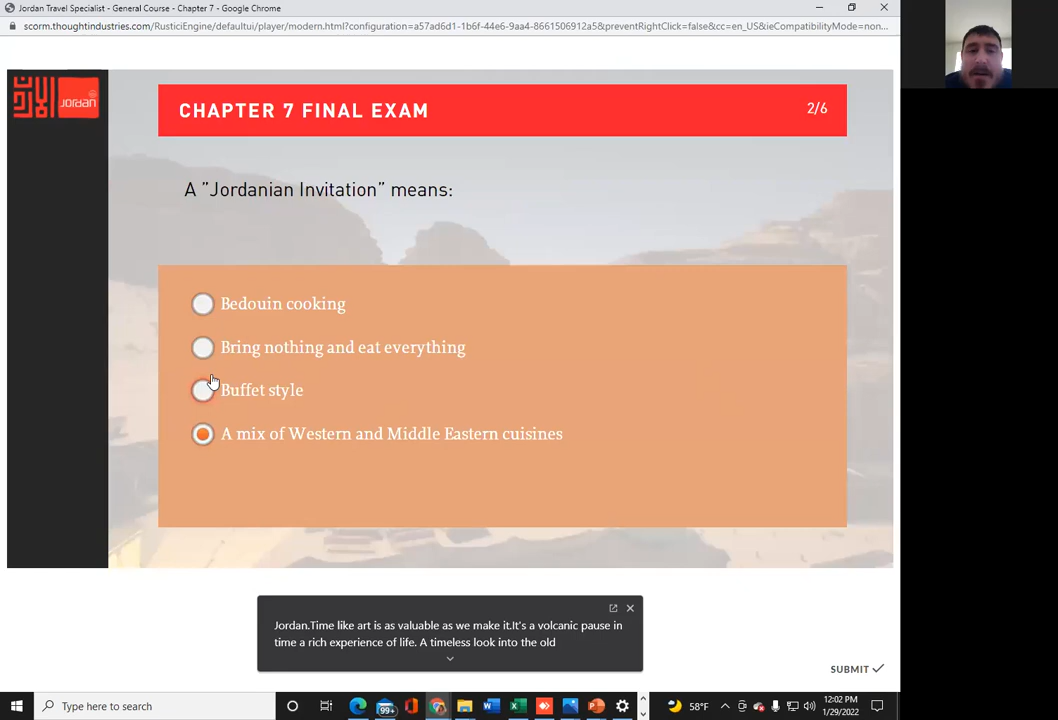 Jordan Travel Specialist - General Course - Chapter 7 - Google Chrome
scorm.thoughtindustries.com/RusticiEngine/defaultui/player/modern.html?configuration=a57ad6d1-1b6f-44e6-9aa4-8661506912a5&preventRightClick=false&cc=en_US&ieCompatibilityMode=non...
الأردن
Jordan
CHAPTER 7 FINAL EXAM
2/6
A ”Jordanian Invitation” means:
Bedouin cooking
Bring nothing and eat everything
Buffet style
A mix of Western and Middle Eastern cuisines
Jordan.Time like art is as valuable as we make it.It's a volcanic pause in
time a rich experience of life. A timeless look into the old
SUBMIT
Type here to search
99+
58°F
12:02 PM
1/29/2022